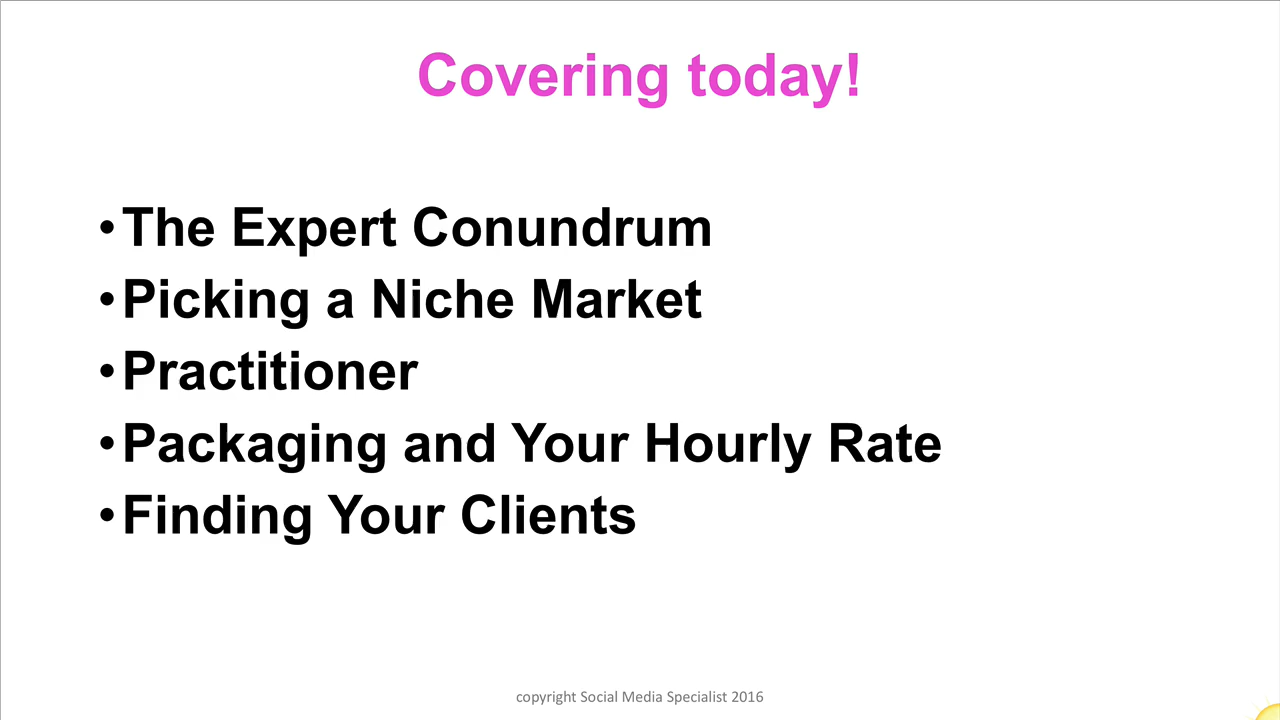 Covering today!
•The Expert Conundrum
•Picking a Niche Market
•Practitioner
•Packaging and Your Hourly Rate
•Finding Your Clients
copyright Social Media Specialist 2016